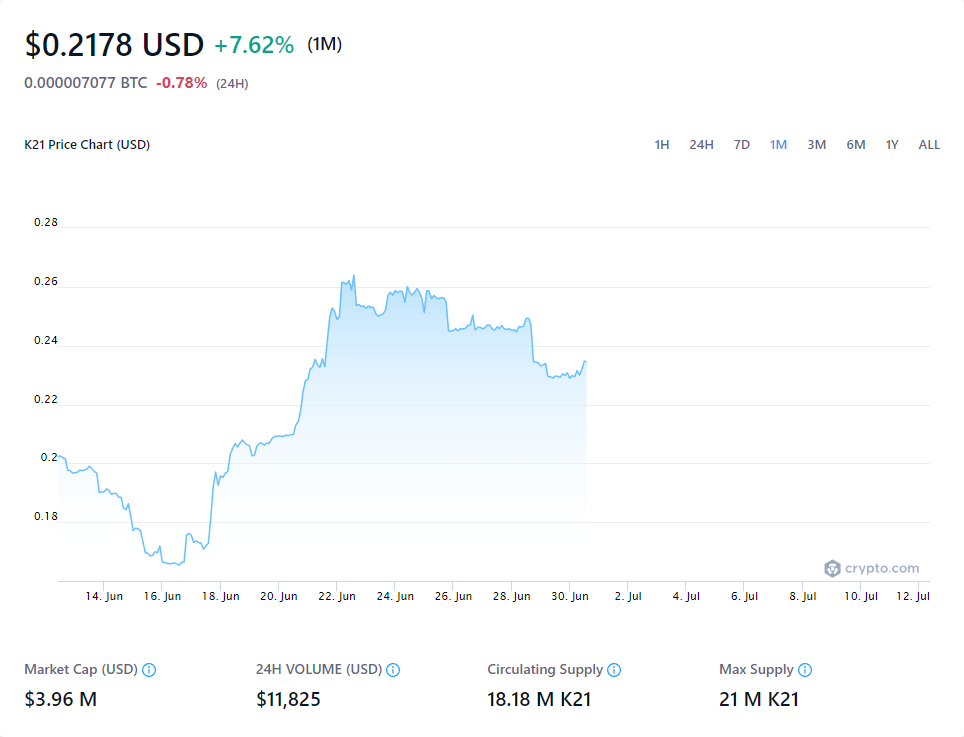 $0.2178 USD +7.62% (1M)
0.000007077 BTC -0.78% (24H)
K21 Price Chart (USD) 1H 24H 7D 1M 3M 6M 1Y ALL
0.28
0.26
0.24
0.22
0.2
0.18
crypto.com
14. Jun 16. Jun 18. Jun 20. Jun 22. Jun 24. Jun 26. Jun 28. Jun 30. Jun 2. Jul 4. Jul 6. Jul 8. Jul 10. Jul 12. Jul
Market Cap (USD) 24H VOLUME (USD) Circulating Supply Max Supply
$3.96 M $11,825 18.18 M K21 21 M K21